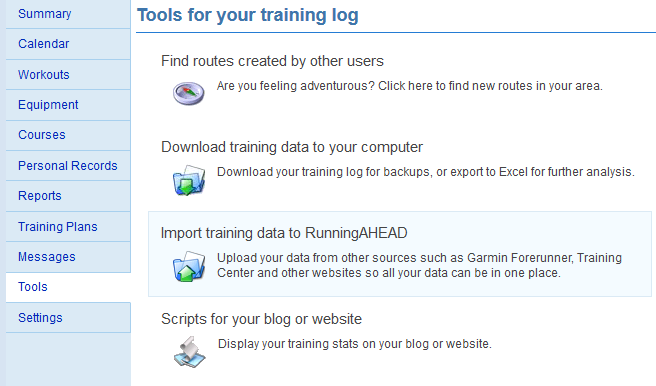 Summary
Calendar
Workouts
Equipment
Courses
Personal Records
Reports
Training Plans
Messages
Tools
Settings
Tools for your training log
Find routes created by other users
Are you feeling adventurous? Click here to find new routes in your area.
Download training data to your computer
Download your training log for backups, or export to Excel for further analysis.
Import training data to RunningAHEAD
Upload your data from other sources such as Garmin Forerunner, Training
Center and other websites so all your data can be in one place.
Scripts for your blog or website
Display your training stats on your blog or website.